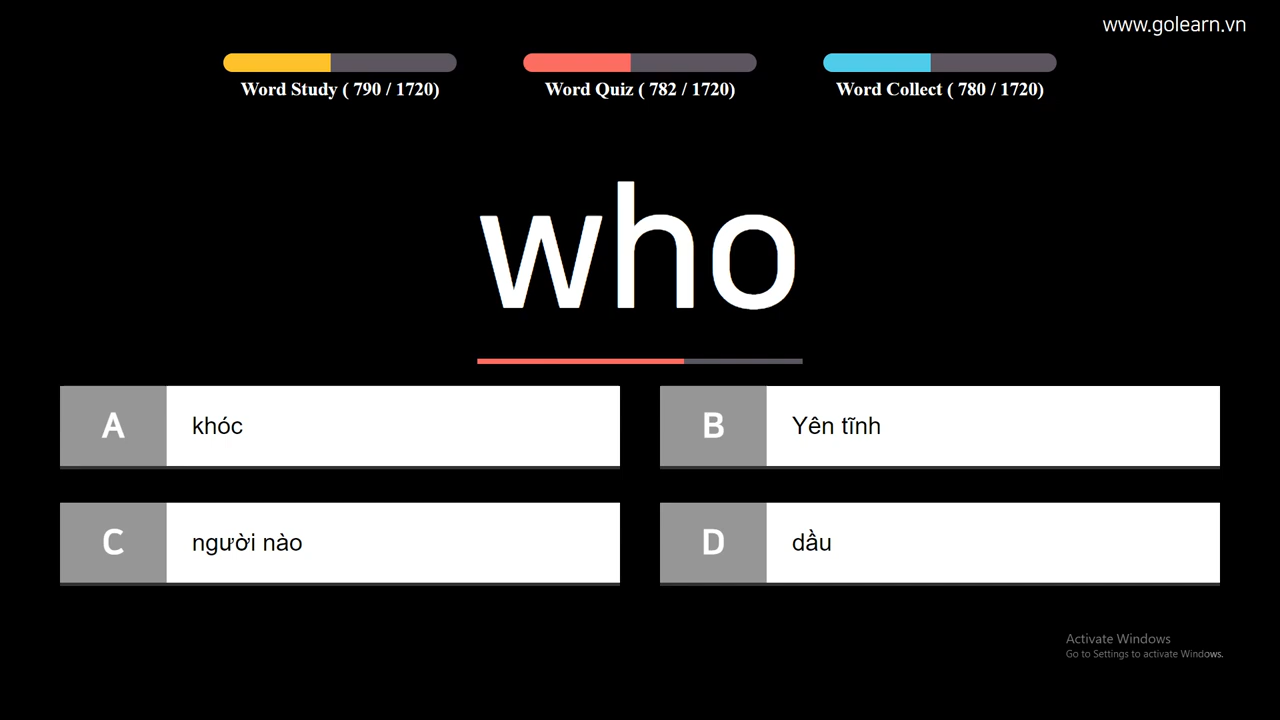 www.golearn.vn
Word Study ( 790 / 1720)
Word Quiz ( 782 / 1720)
Word Collect ( 780 / 1720)
who
A khóc
B Yên tĩnh
C người nào
D dầu
Activate Windows
Go to Settings to activate Windows.